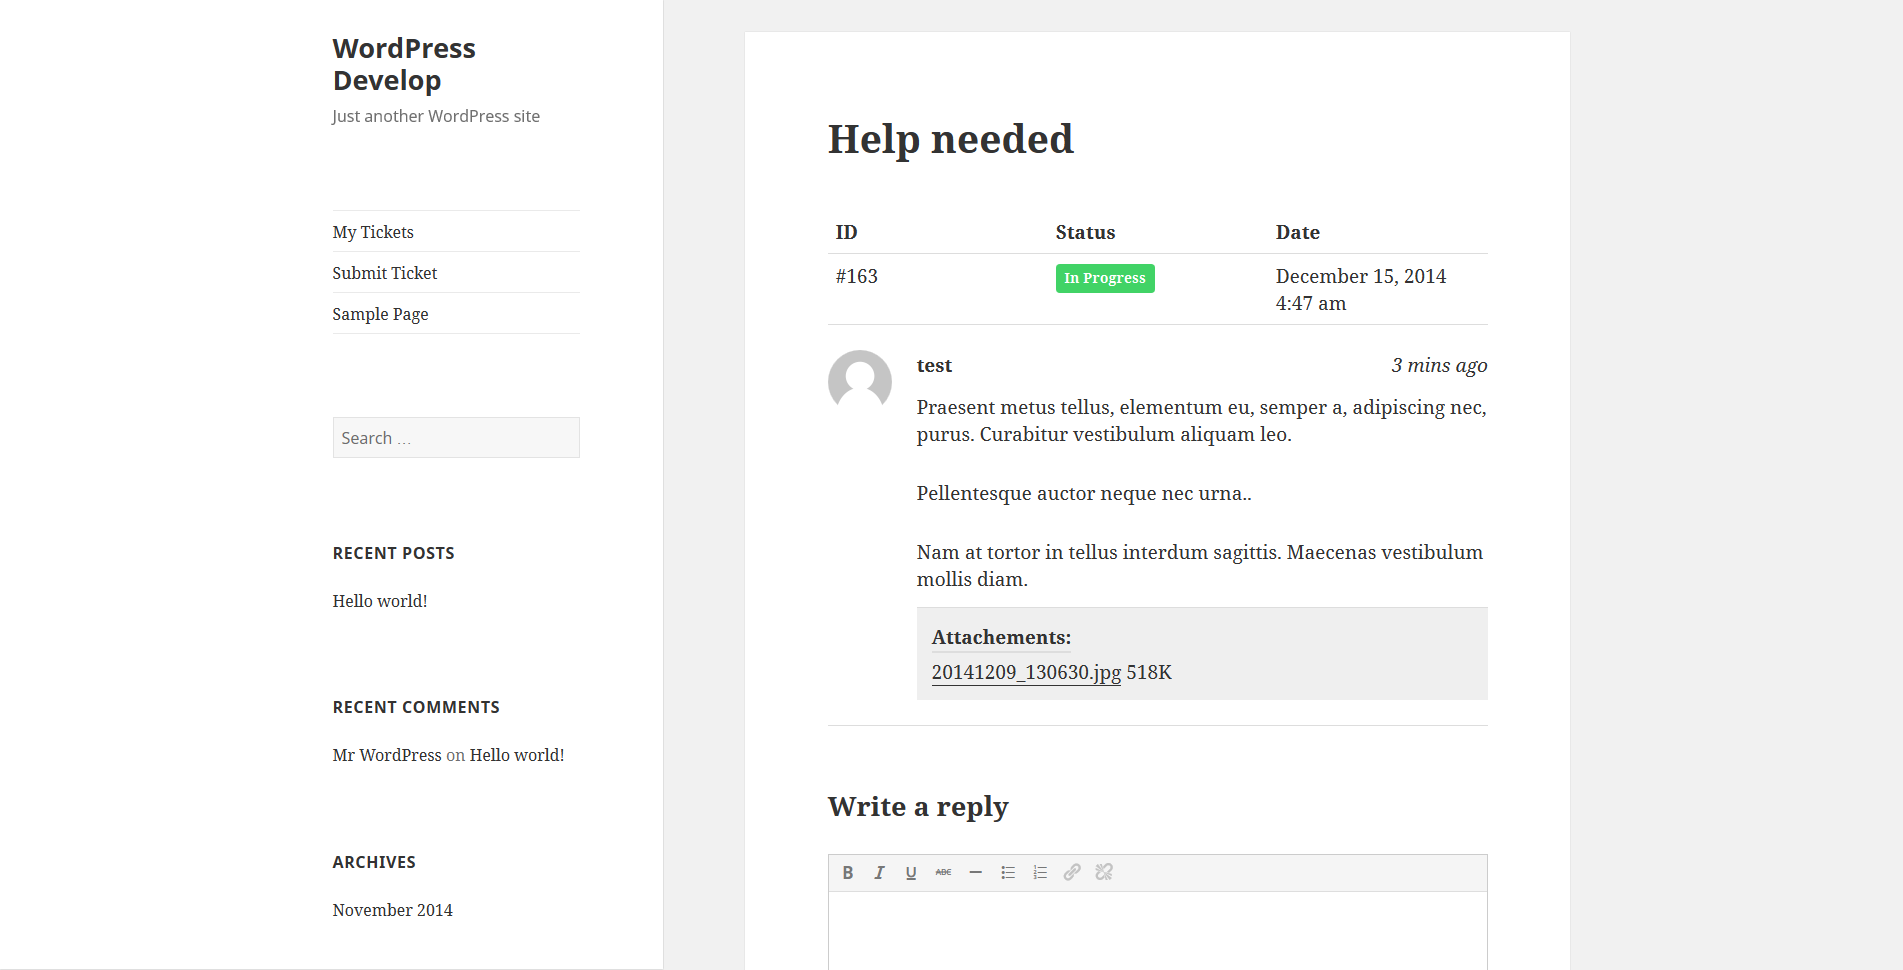 WordPress
Develop
Just another WordPress site
My Tickets
Submit Ticket
Sample Page
Search …
RECENT POSTS
Hello world!
RECENT COMMENTS
Mr WordPress on Hello world!
ARCHIVES
November 2014
Help needed
ID Status Date
#163 In Progress December 15, 2014
4:47 am
test 3 mins ago
Praesent metus tellus, elementum eu, semper a, adipiscing nec,
purus. Curabitur vestibulum aliquam leo.
Pellentesque auctor neque nec urna..
Nam at tortor in tellus interdum sagittis. Maecenas vestibulum
mollis diam.
Attachements:
20141209_130630.jpg 518K
Write a reply
B I U ABC